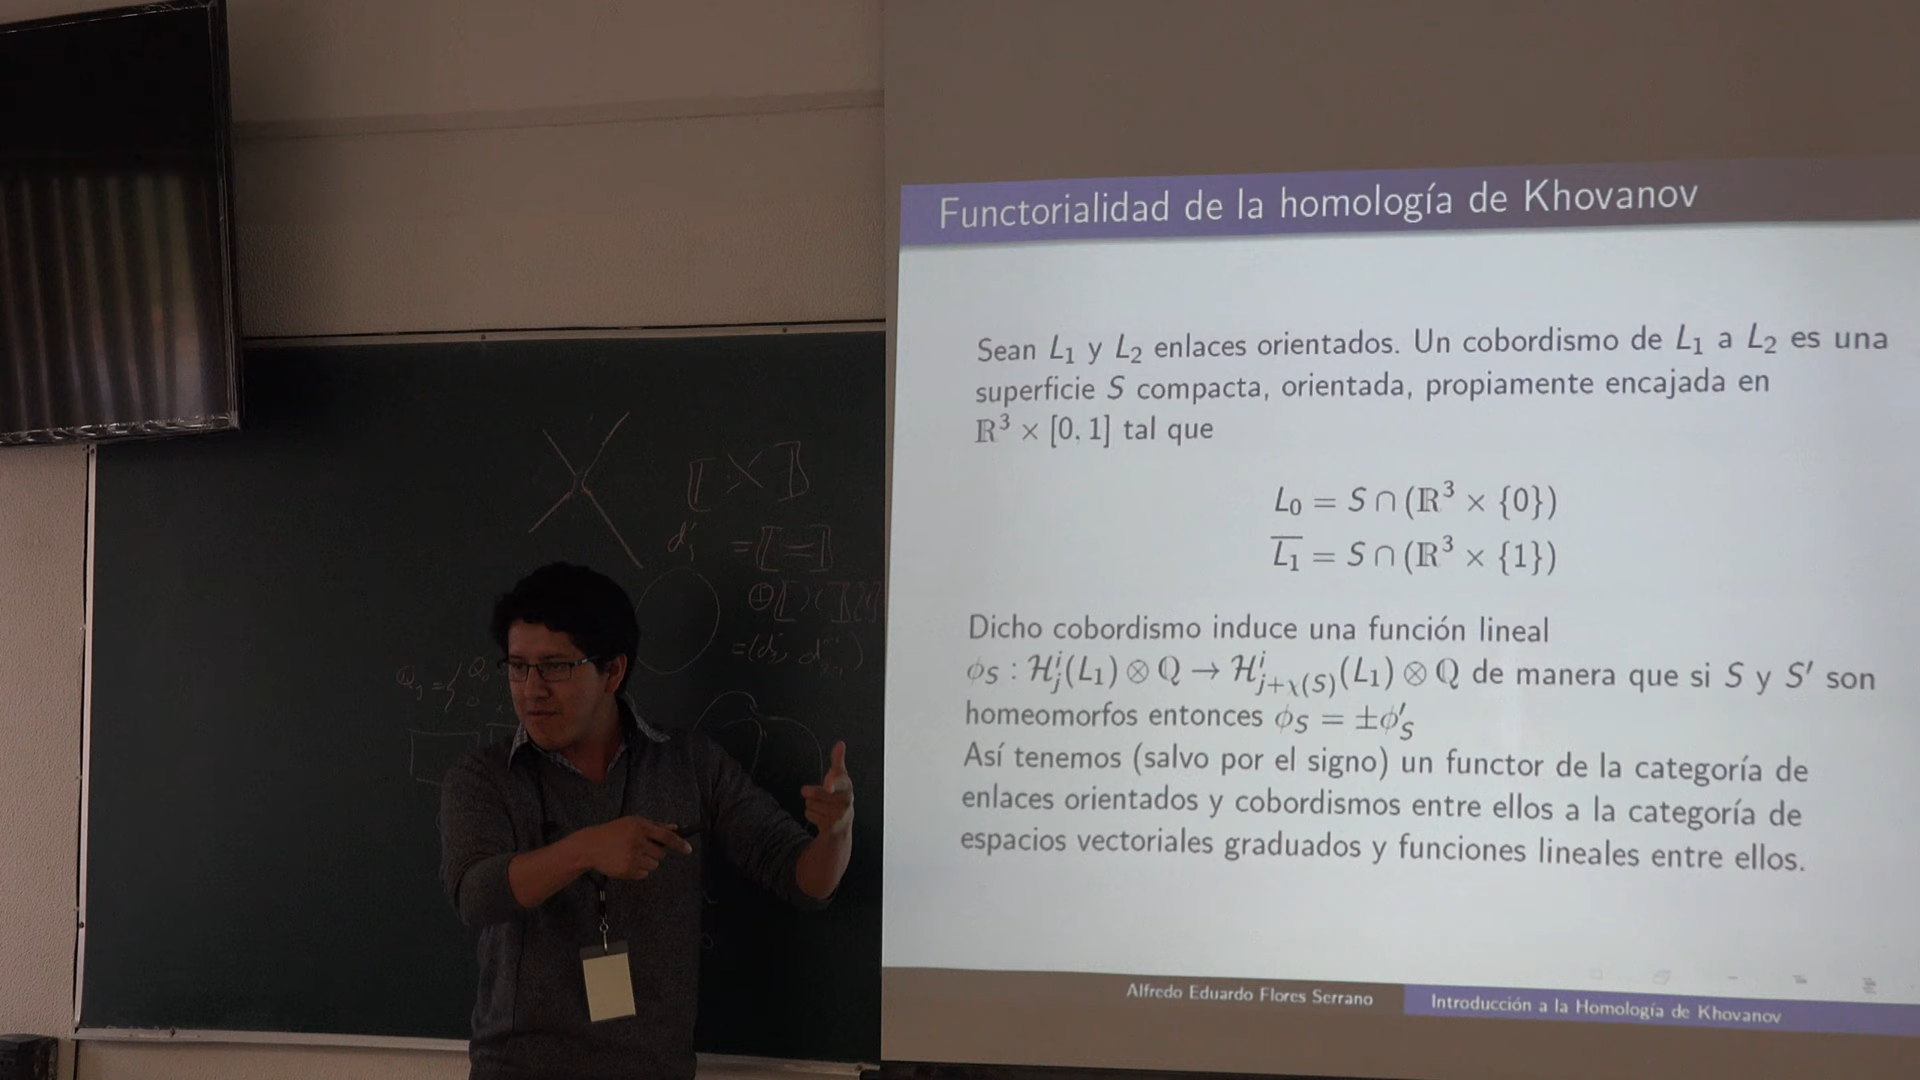 Functorialidad de la homología de Khovanov
Sean L₁ y L₂ enlaces orientados. Un cobordismo de L₁ a L₂ es una
superficie S compacta, orientada, propiamente encajada en
ℝ³ × [0, 1] tal que
L₀ = S ∩ (ℝ³ × {0})
L̅₁ = S ∩ (ℝ³ × {1})
Dicho cobordismo induce una función lineal
ϕ_S : ℋⁱ_j(L₁) ⊗ ℚ → ℋⁱ_{j+χ(S)}(L₁) ⊗ ℚ de manera que si S y S′ son
homeomorfos entonces ϕ_S = ±ϕ′_S
Así tenemos (salvo por el signo) un functor de la categoría de
enlaces orientados y cobordismos entre ellos a la categoría de
espacios vectoriales graduados y funciones lineales entre ellos.
Alfredo Eduardo Flores Serrano
Introducción a la Homología de Khovanov